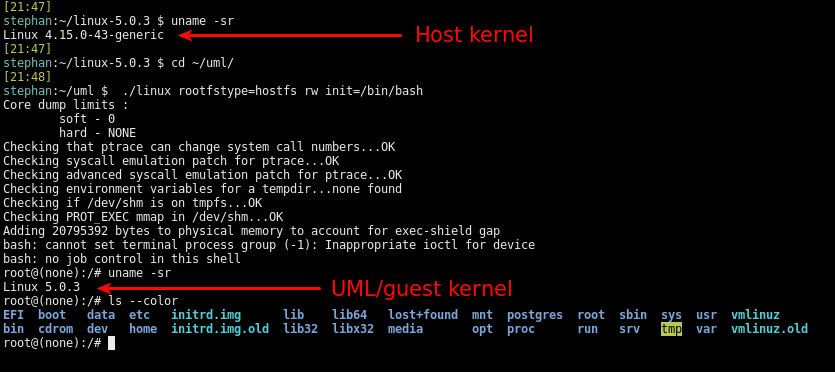 [21:47]
stephan:~/linux-5.0.3 $ uname -sr
Linux 4.15.0-43-generic Host kernel
[21:47]
stephan:~/linux-5.0.3 $ cd ~/uml/
[21:48]
stephan:~/uml $  ./linux rootfstype=hostfs rw init=/bin/bash
Core dump limits :
        soft - 0
        hard - NONE
Checking that ptrace can change system call numbers...OK
Checking syscall emulation patch for ptrace...OK
Checking advanced syscall emulation patch for ptrace...OK
Checking environment variables for a tempdir...none found
Checking if /dev/shm is on tmpfs...OK
Checking PROT_EXEC mmap in /dev/shm...OK
Adding 20795392 bytes to physical memory to account for exec-shield gap
bash: cannot set terminal process group (-1): Inappropriate ioctl for device
bash: no job control in this shell
root@(none):/# uname -sr
Linux 5.0.3 UML/guest kernel
root@(none):/# ls --color
EFI  boot   data  etc   initrd.img      lib    lib64   lost+found  mnt  postgres  root  sbin  sys  usr  vmlinuz
bin  cdrom  dev   home  initrd.img.old  lib32  libx32  media       opt  proc      run   srv   tmp  var  vmlinuz.old
root@(none):/#